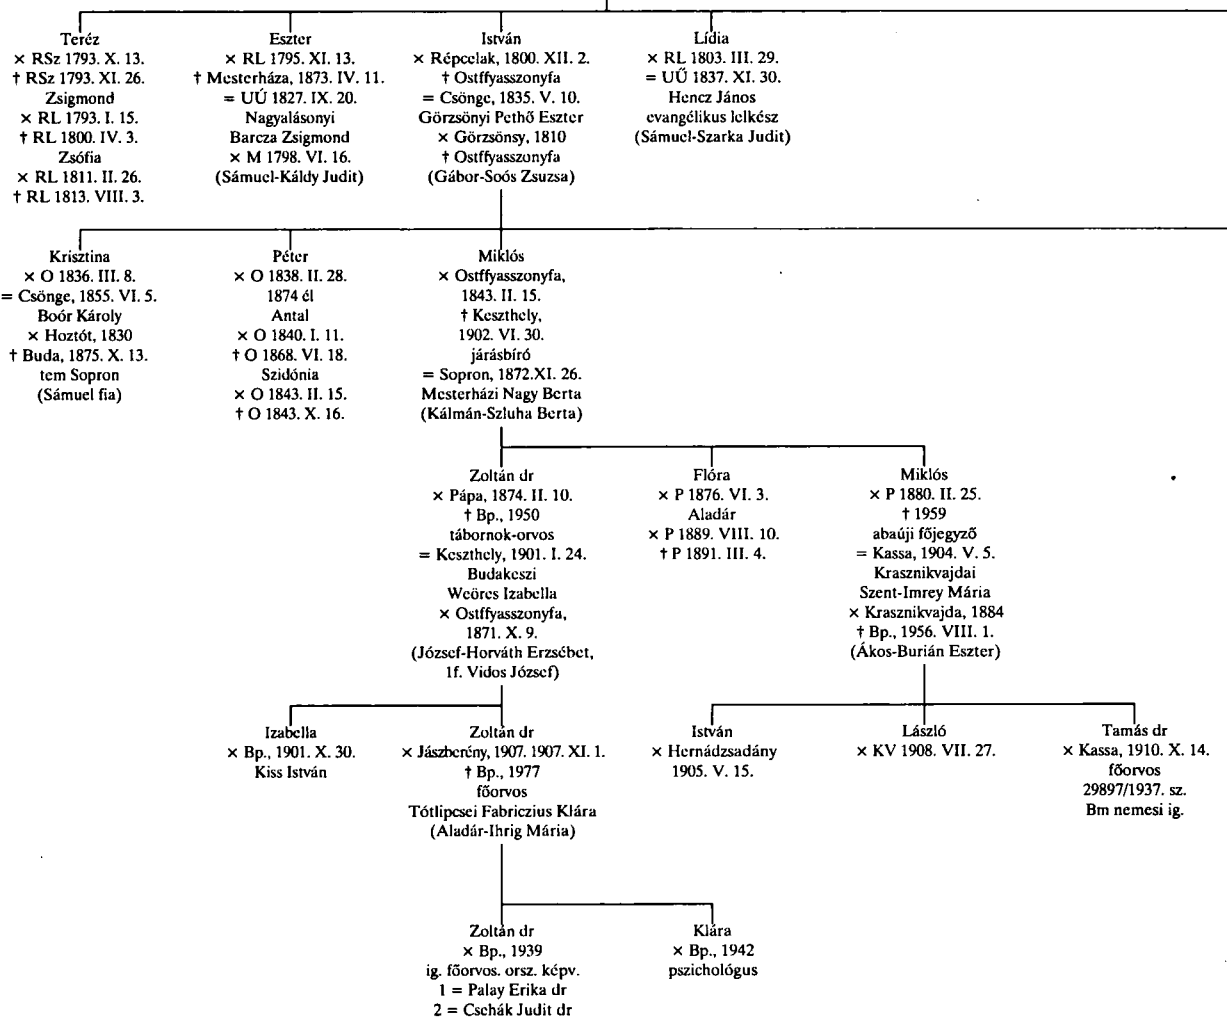 Teréz
× RSz 1793. X. 13.
† RSz 1793. XI. 26.
Zsigmond
× RL 1793. I. 15.
† RL 1800. IV. 3.
Zsófia
× RL 1811. II. 26.
† RL 1813. VIII. 3.
Eszter
× RL 1795. XI. 13.
† Mesterháza, 1873. IV. 11.
= UÚ 1827. IX. 20.
Nagyalásonyi
Barcza Zsigmond
× M 1798. VI. 16.
(Sámuel-Káldy Judit)
István
× Répcelak, 1800. XII. 2.
† Ostffyasszonyfa
= Csönge, 1835. V. 10.
Görzsönyi Pethő Eszter
× Görzsönsy, 1810
† Ostffyasszonyfa
(Gábor-Soós Zsuzsa)
Lídia
× RL 1803. III. 29.
= UŰ 1837. XI. 30.
Hencz János
evangélikus lelkész
(Sámuel-Szarka Judit)
Krisztina
× O 1836. III. 8.
= Csönge, 1855. VI. 5.
Boór Károly
× Hoztót, 1830
† Buda, 1875. X. 13.
tem Sopron
(Sámuel fia)
Péter
× O 1838. II. 28.
1874 él
Antal
× O 1840. I. 11.
† O 1868. VI. 18.
Szidónia
× O 1843. II. 15.
† O 1843. X. 16.
Miklós
× Ostffyasszonyfa,
1843. II. 15.
† Keszthely,
1902. VI. 30.
járásbíró
= Sopron, 1872.XI. 26.
Mesterházi Nagy Berta
(Kálmán-Szluha Berta)
Zoltán dr
× Pápa, 1874. II. 10.
† Bp., 1950
tábornok-orvos
= Keszthely, 1901. I. 24.
Budakeszi
Weöres Izabella
× Ostffyasszonyfa,
1871. X. 9.
(József-Horváth Erzsébet,
1f. Vidos József)
Flóra
× P 1876. VI. 3.
Aladár
× P 1889. VIII. 10.
† P 1891. III. 4.
Miklós
× P 1880. II. 25.
† 1959
abaúji főjegyző
= Kassa, 1904. V. 5.
Krasznikvajdai
Szent-Imrey Mária
× Krasznikvajda, 1884
† Bp., 1956. VIII. 1.
(Ákos-Burián Eszter)
Izabella
× Bp., 1901. X. 30.
Kiss István
Zoltán dr
× Jászberény, 1907. 1907. XI. 1.
† Bp., 1977
főorvos
Tótlipcsei Fabriczius Klára
(Aladár-Ihrig Mária)
István
× Hernádzsadány
1905. V. 15.
László
× KV 1908. VII. 27.
Tamás dr
× Kassa, 1910. X. 14.
főorvos
29897/1937. sz.
Bm nemesi ig.
Zoltán dr
× Bp., 1939
ig. főorvos. orsz. képv.
1 = Palay Erika dr
2 = Csehák Judit dr
Klára
× Bp., 1942
pszichológus